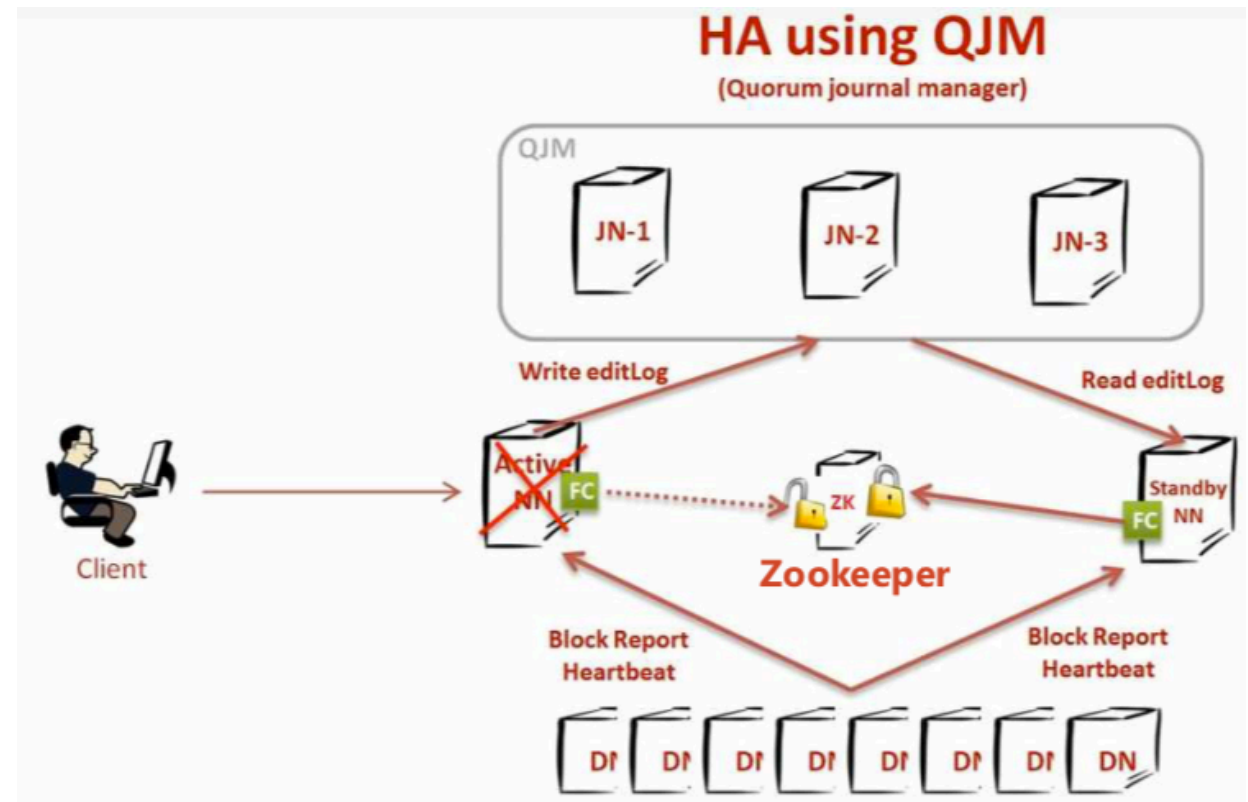 HA using QJM
(Quorum journal manager)
QJM
JN-1
JN-2
JN-3
Write editLog
Read editLog
Active
NN
FC
ZK
Standby
NN
FC
Client
Zookeeper
Block Report
Heartbeat
Block Report
Heartbeat
DN